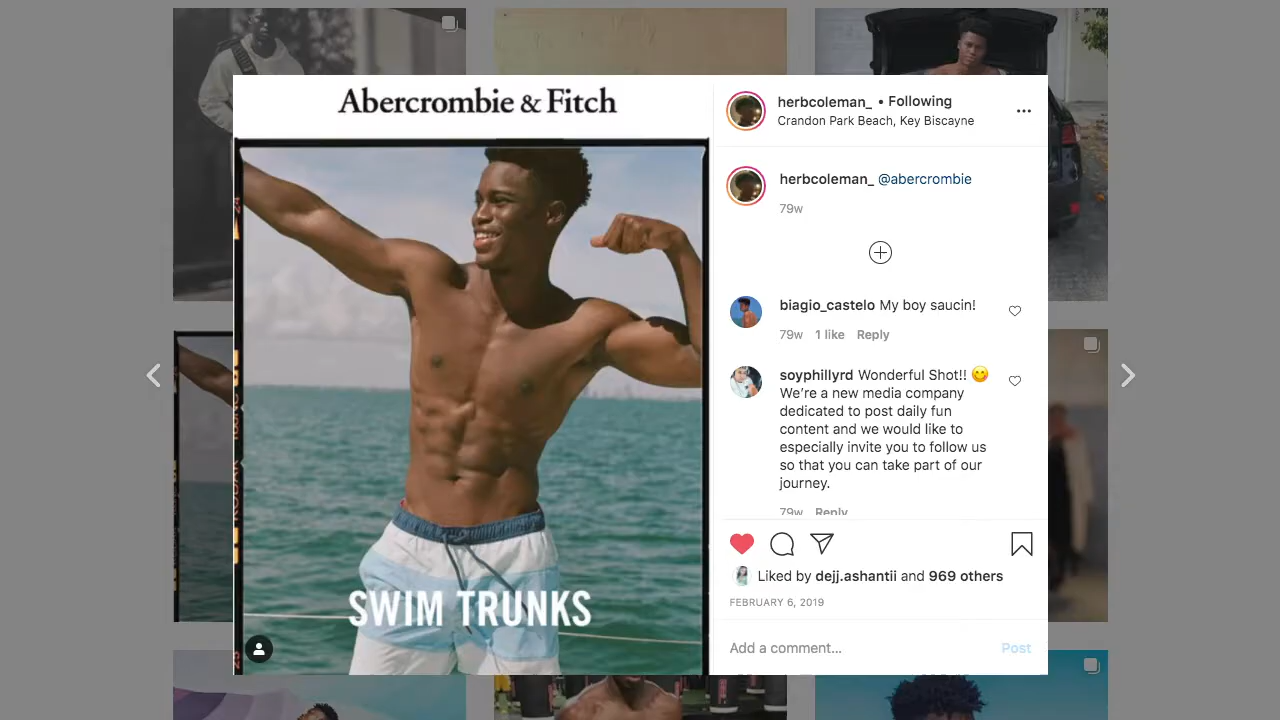 Abercrombie & Fitch
SWIM TRUNKS
herbcoleman_ • Following
Crandon Park Beach, Key Biscayne
herbcoleman_ @abercrombie
79w
biagio_castelo My boy saucin!
79w 1 like Reply
soyphillyrd Wonderful Shot!! 😋
We're a new media company
dedicated to post daily fun
content and we would like to
especially invite you to follow us
so that you can take part of our
journey.
79w Reply
Liked by dejj.ashantii and 969 others
FEBRUARY 6, 2019
Add a comment... Post